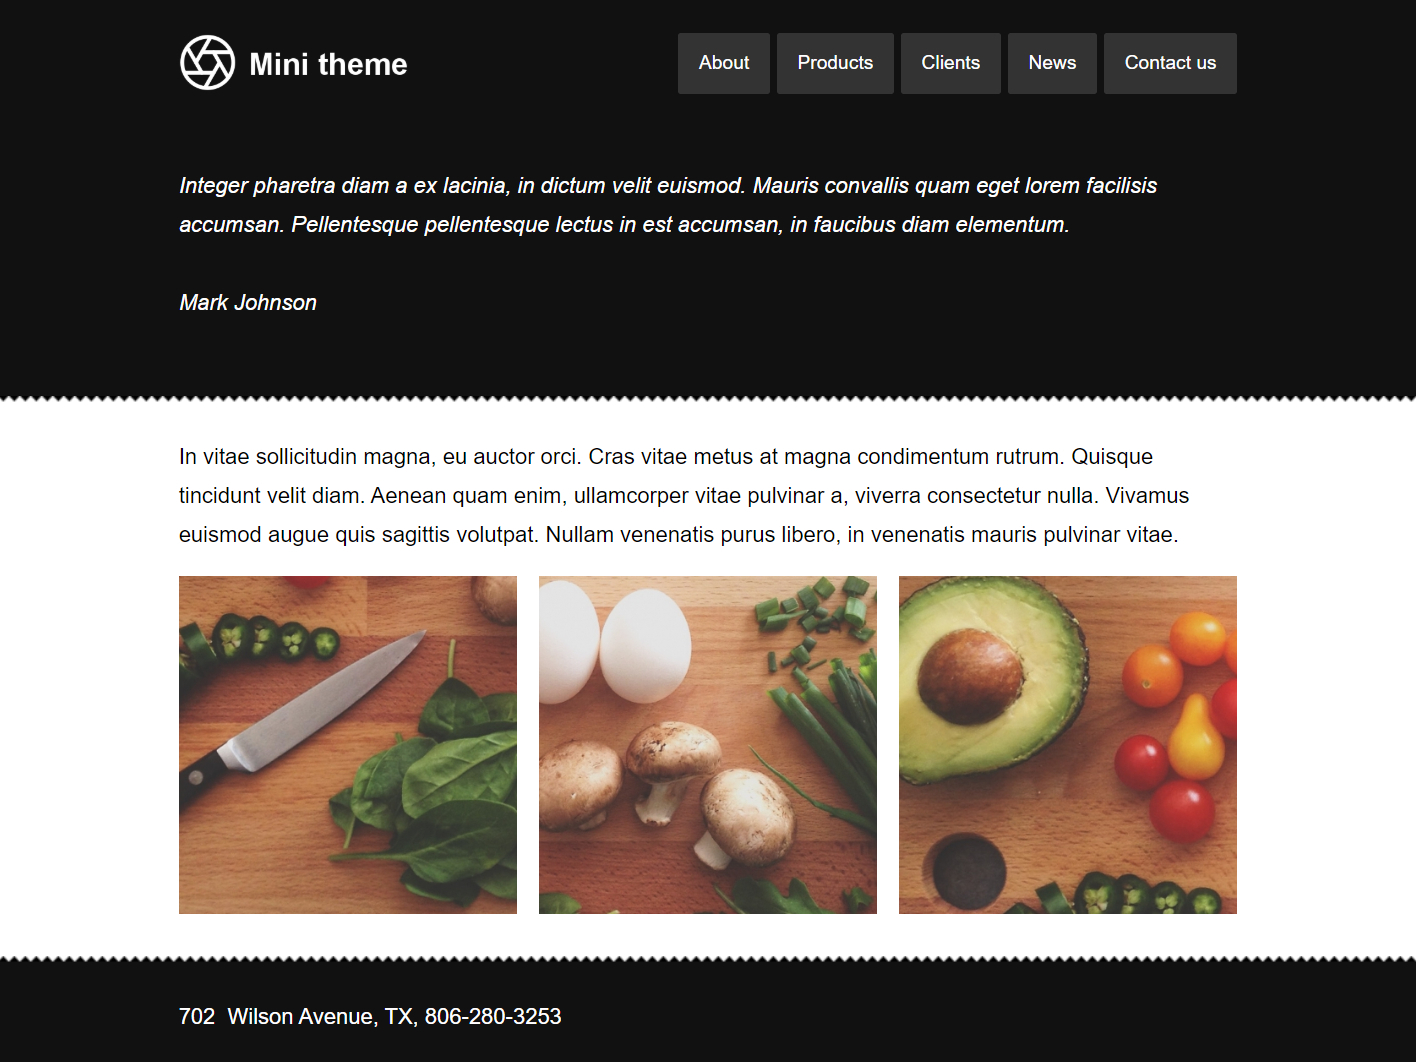 Mini theme
About
Products
Clients
News
Contact us
Integer pharetra diam a ex lacinia, in dictum velit euismod. Mauris convallis quam eget lorem facilisis
accumsan. Pellentesque pellentesque lectus in est accumsan, in faucibus diam elementum.
Mark Johnson
In vitae sollicitudin magna, eu auctor orci. Cras vitae metus at magna condimentum rutrum. Quisque
tincidunt velit diam. Aenean quam enim, ullamcorper vitae pulvinar a, viverra consectetur nulla. Vivamus
euismod augue quis sagittis volutpat. Nullam venenatis purus libero, in venenatis mauris pulvinar vitae.
702  Wilson Avenue, TX, 806-280-3253